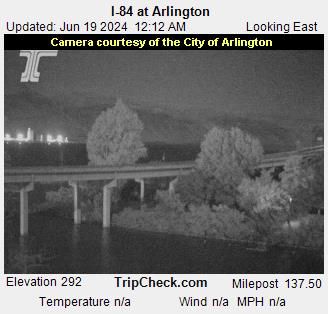 I-84 at Arlington
Updated: Jun 19 2024 12:12 AM Looking East
Camera courtesy of the City of Arlington
Elevation 292 TripCheck.com Milepost 137.50
Temperature n/a Wind n/a MPH n/a